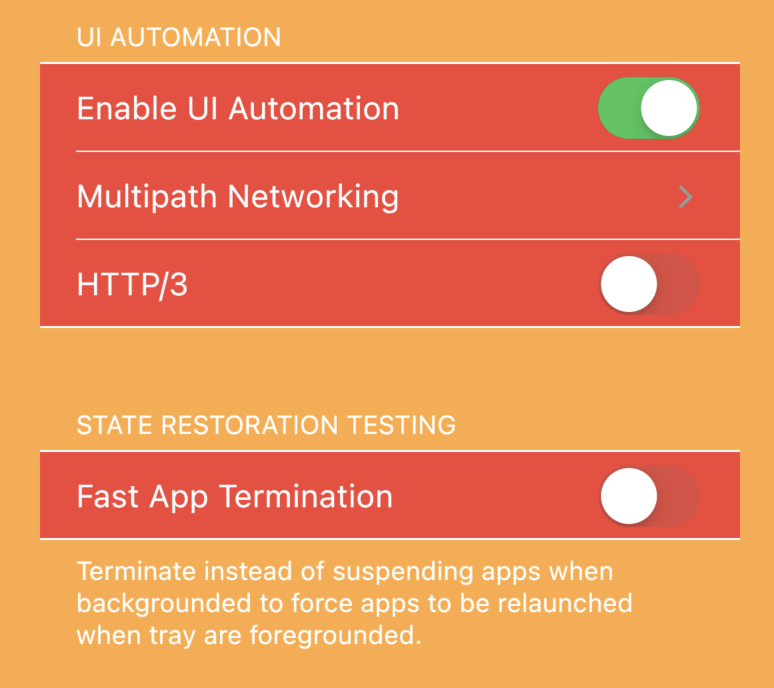 UI AUTOMATION
Enable UI Automation
Multipath Networking
HTTP/3
STATE RESTORATION TESTING
Fast App Termination
Terminate instead of suspending apps when
backgrounded to force apps to be relaunched
when tray are foregrounded.